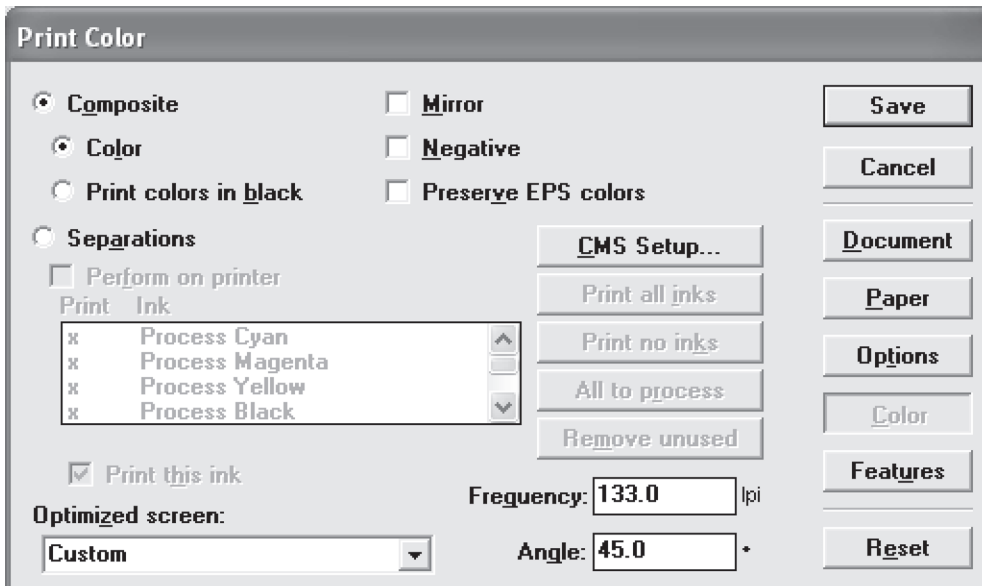 Print Color
Composite
Color
Print colors in black
Mirror
Negative
Preserve EPS colors
Separations
Perform on printer
Print Ink
x Process Cyan
x Process Magenta
x Process Yellow
x Process Black
Print this ink
Optimized screen:
Custom
CMS Setup...
Print all inks
Print no inks
All to process
Remove unused
Frequency: 133.0 lpi
Angle: 45.0 °
Save
Cancel
Document
Paper
Options
Color
Features
Reset